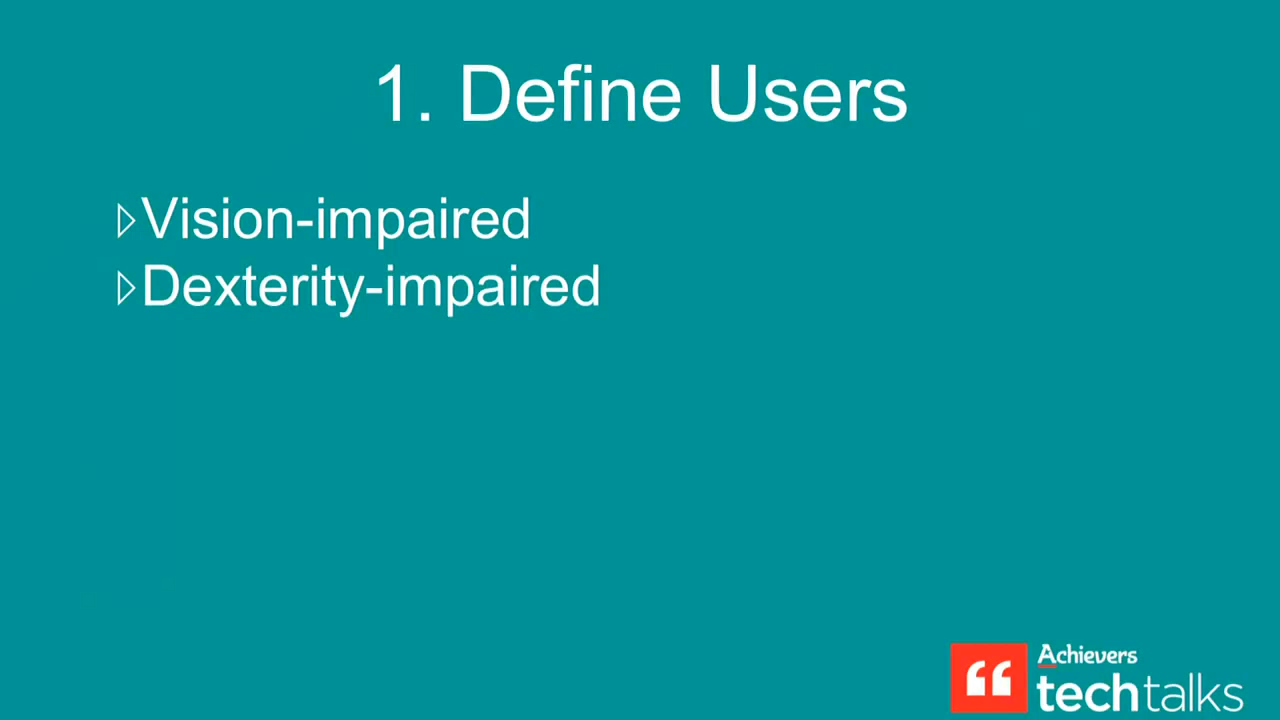 1. Define Users
Vision-impaired
Dexterity-impaired
Achievers
techtalks